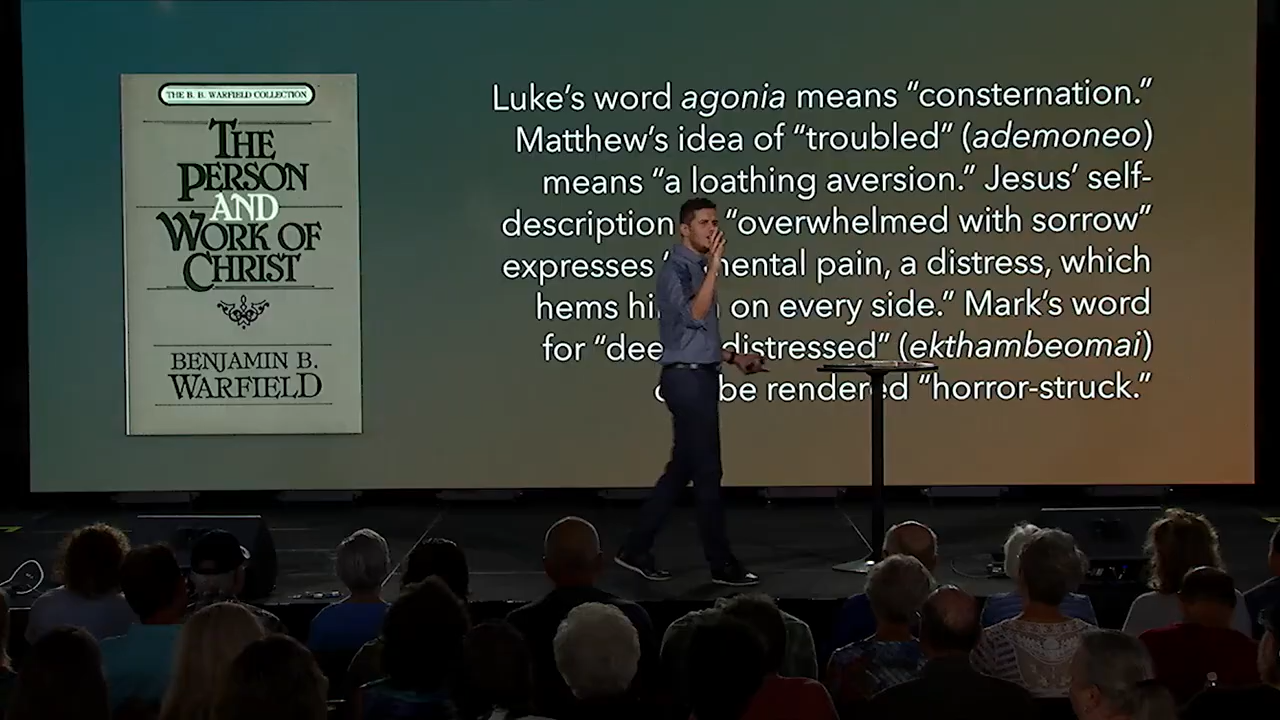 THE B. B. WARFIELD COLLECTION
THE
PERSON
AND
WORK OF
CHRIST
BENJAMIN B.
WARFIELD
Luke’s word agonia means “consternation.”
Matthew’s idea of “troubled” (ademoneo)
means “a loathing aversion.” Jesus’ self-
description “overwhelmed with sorrow”
expresses mental pain, a distress, which
hems on every side.” Mark’s word
for distressed” (ekthambeomai)
be rendered “horror-struck.”